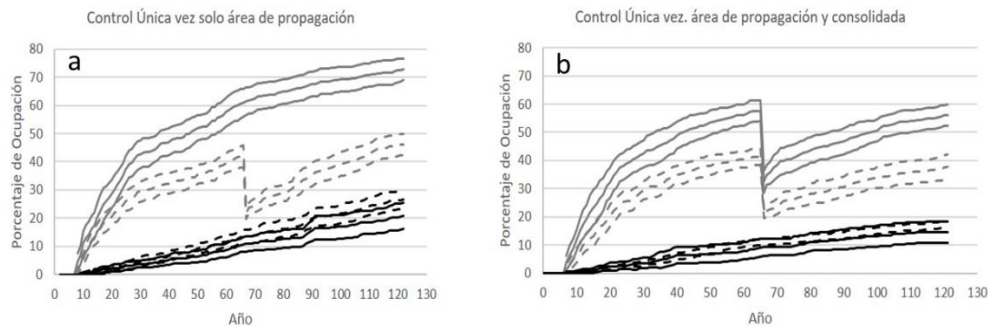 Control Única vez solo área de propagación
a
Porcentaje de Ocupación
80
70
60
50
40
30
20
10
0
0 10 20 30 40 50 60 70 80 90 100 110 120 130
Año
Control Única vez. área de propagación y consolidada
b
Porcentaje de Ocupación
80
70
60
50
40
30
20
10
0
0 10 20 30 40 50 60 70 80 90 100 110 120 130
Año